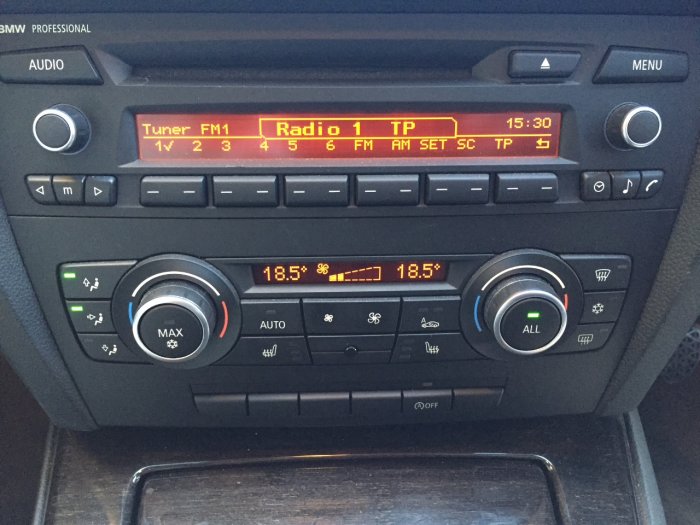 BMW PROFESSIONAL
AUDIO
MENU
Tuner FM1 Radio 1 TP 15:30
1✓ 2 3 4 5 6 FM AM SET SC TP
m
18.5° 18.5°
MAX
AUTO
A
ALL
A OFF